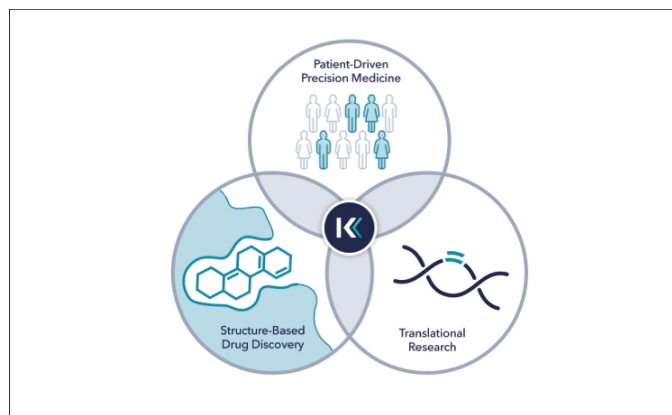 Patient-Driven
Precision Medicine
K
Structure-Based
Drug Discovery
Translational
Research